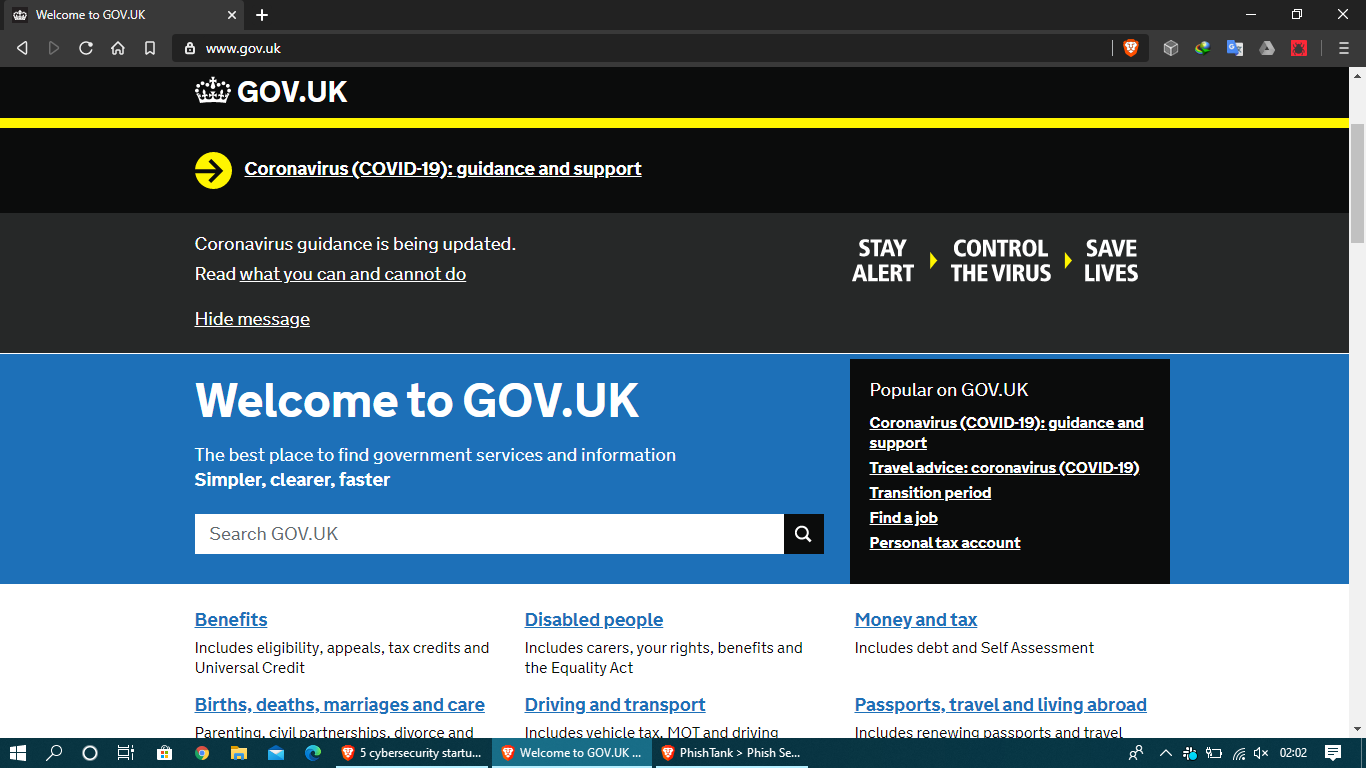 Welcome to GOV.UK
www.gov.uk
GOV.UK
Coronavirus (COVID-19): guidance and support
Coronavirus guidance is being updated.
Read what you can and cannot do
Hide message
STAY ALERT
CONTROL THE VIRUS
SAVE LIVES
Welcome to GOV.UK
The best place to find government services and information
Simpler, clearer, faster
Search GOV.UK
Popular on GOV.UK
Coronavirus (COVID-19): guidance and
support
Travel advice: coronavirus (COVID-19)
Transition period
Find a job
Personal tax account
Benefits
Includes eligibility, appeals, tax credits and
Universal Credit
Disabled people
Includes carers, your rights, benefits and
the Equality Act
Money and tax
Includes debt and Self Assessment
Births, deaths, marriages and care
Parenting, civil partnerships, divorce and
Driving and transport
Includes vehicle tax, MOT and driving
Passports, travel and living abroad
Includes renewing passports and travel
5 cybersecurity startu...
Welcome to GOV.UK ...
PhishTank > Phish Se...
02:02